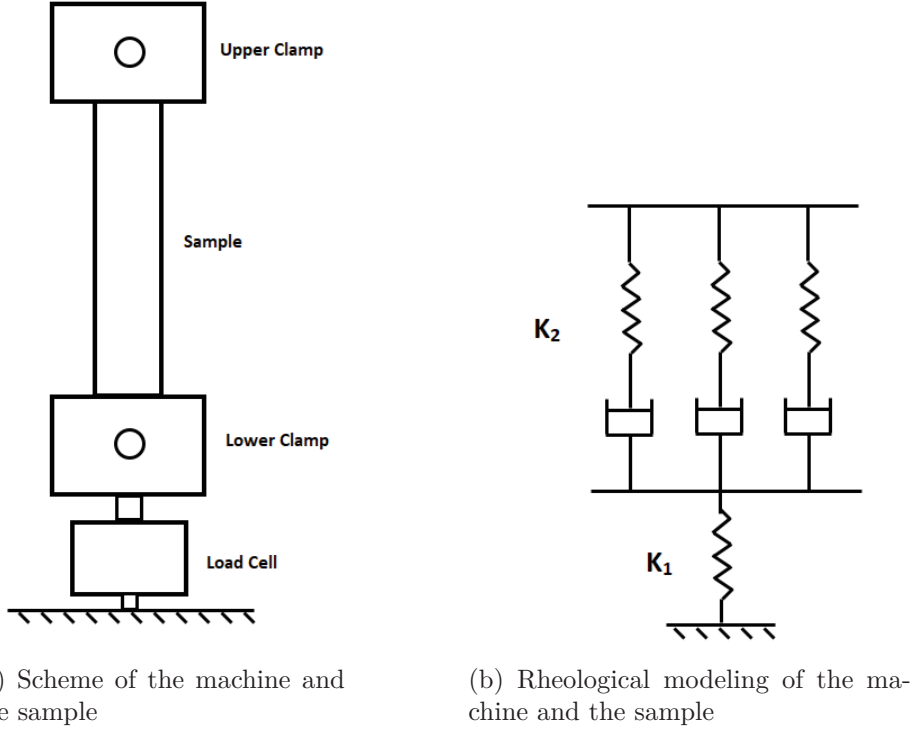 Upper Clamp
Sample
Lower Clamp
Load Cell
K₂
K₁
) Scheme of the machine and
e sample
(b) Rheological modeling of the ma-
chine and the sample